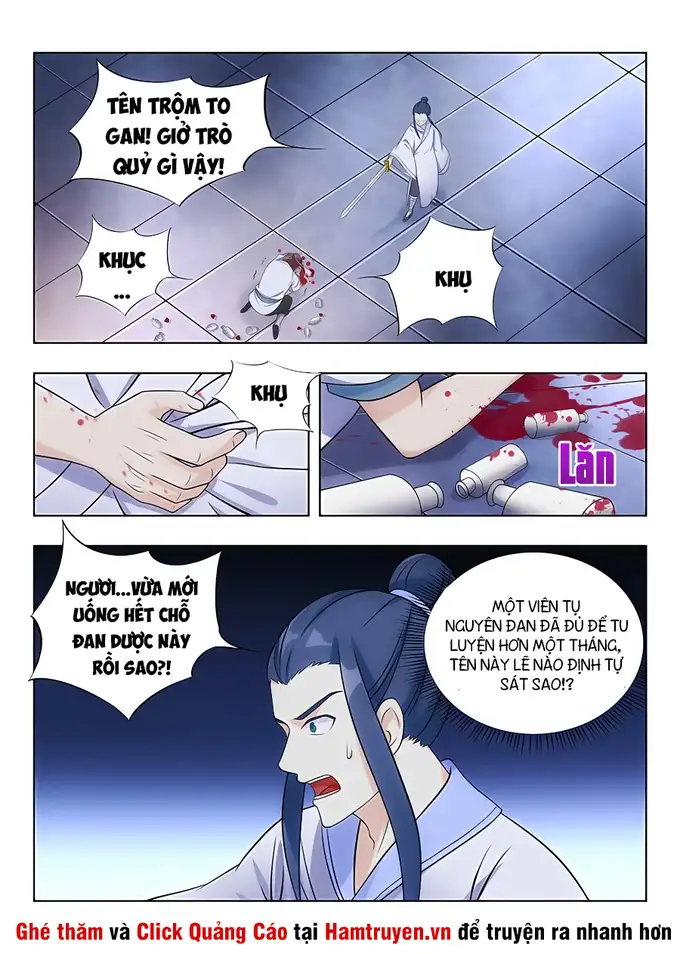 TÊN TRỘM TO
GAN! GIỞ TRÒ
QUỶ GÌ VẬY!
KHỤC
...
KHỤ
KHỤ
Lăn
NGƯƠI...VỪA MỚI
UỐNG HẾT CHỖ
ĐAN DƯỢC NÀY
RỒI SAO?!
MỘT VIÊN TỤ
NGUYÊN ĐAN ĐÃ ĐỦ ĐỂ TU
LUYỆN HƠN MỘT THÁNG,
TÊN NÀY LẼ NÀO ĐỊNH TỰ
SÁT SAO!?
Ghé thăm và Click Quảng Cáo tại Hamtruyen.vn để truyện ra nhanh hơn